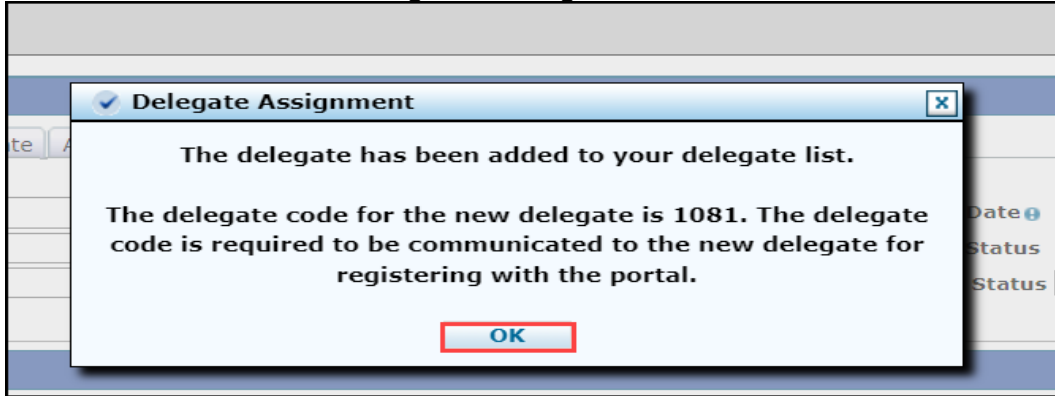 Delegate Assignment
The delegate has been added to your delegate list.
The delegate code for the new delegate is 1081. The delegate
code is required to be communicated to the new delegate for
registering with the portal.
OK
te
Date
Status
Status